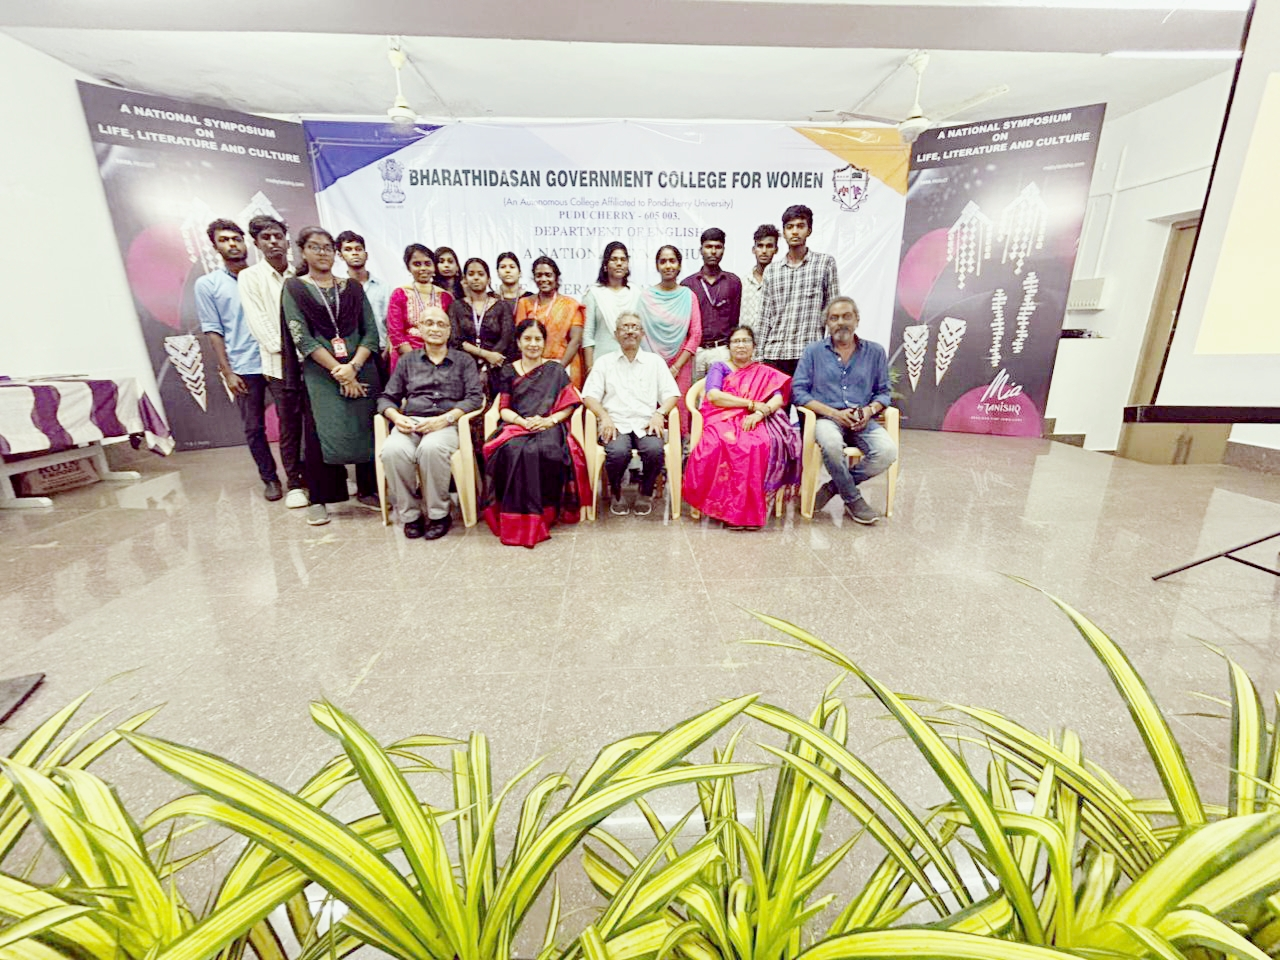 A NATIONAL SYMPOSIUM
ON
LIFE, LITERATURE AND CULTURE
BHARATHIDASAN GOVERNMENT COLLEGE FOR WOMEN
(An Autonomous College Affiliated to Pondicherry University)
PUDUCHERRY - 605 003.
DEPARTMENT OF ENGLISH
A NATIONAL
A NATIONAL SYMPOSIUM
ON
LIFE, LITERATURE AND CULTURE
Mia
by TANISHQ